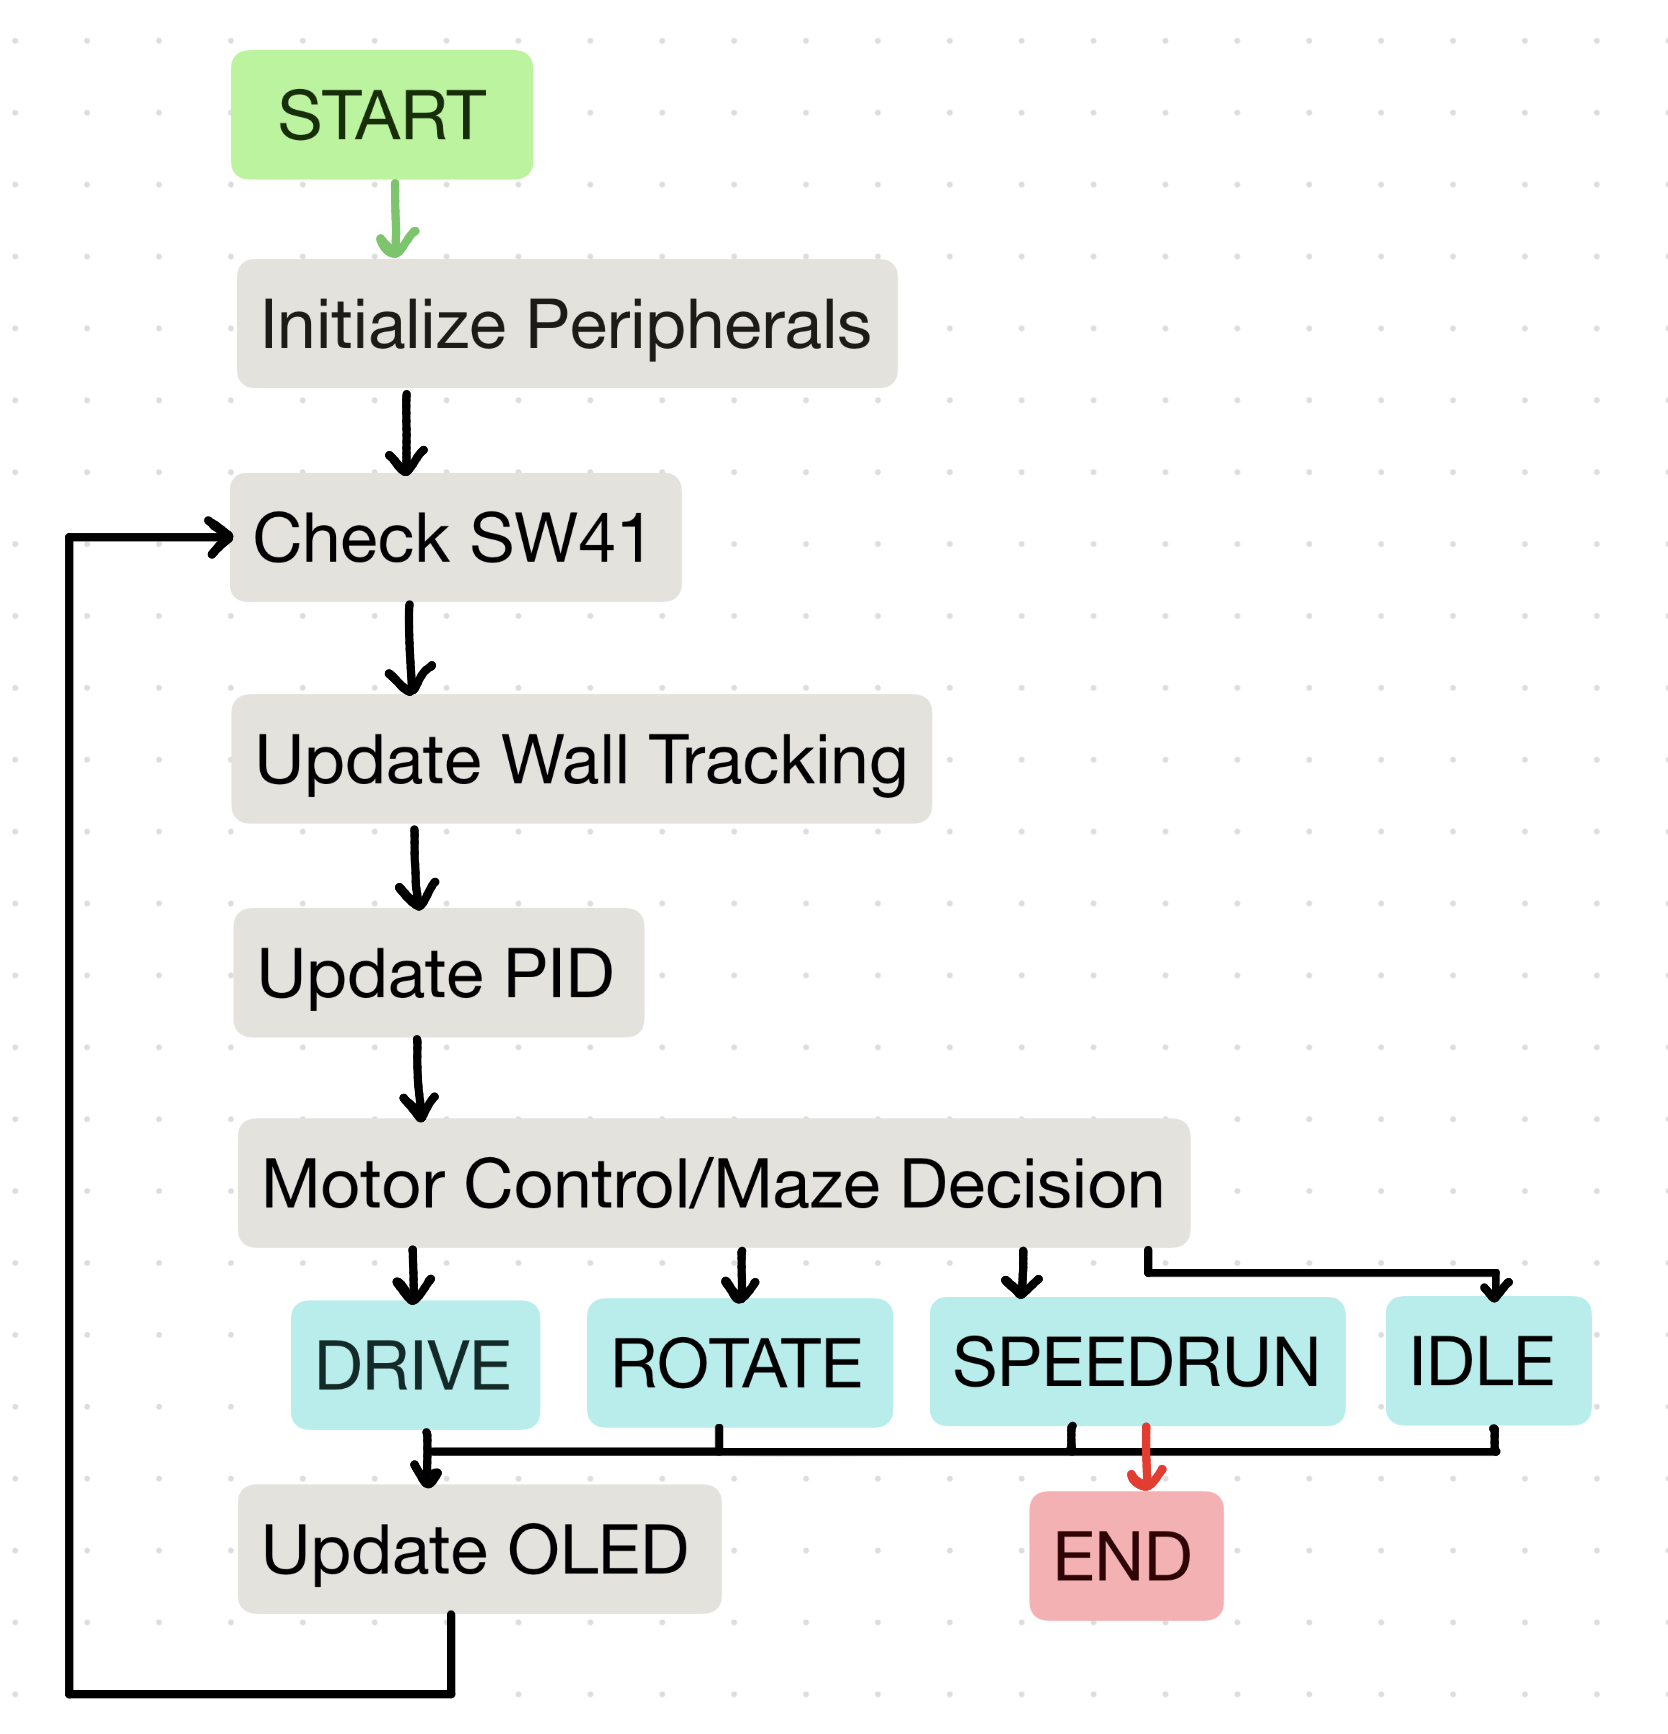 START
Initialize Peripherals
Check SW41
Update Wall Tracking
Update PID
Motor Control/Maze Decision
DRIVE
ROTATE
SPEEDRUN
IDLE
Update OLED
END